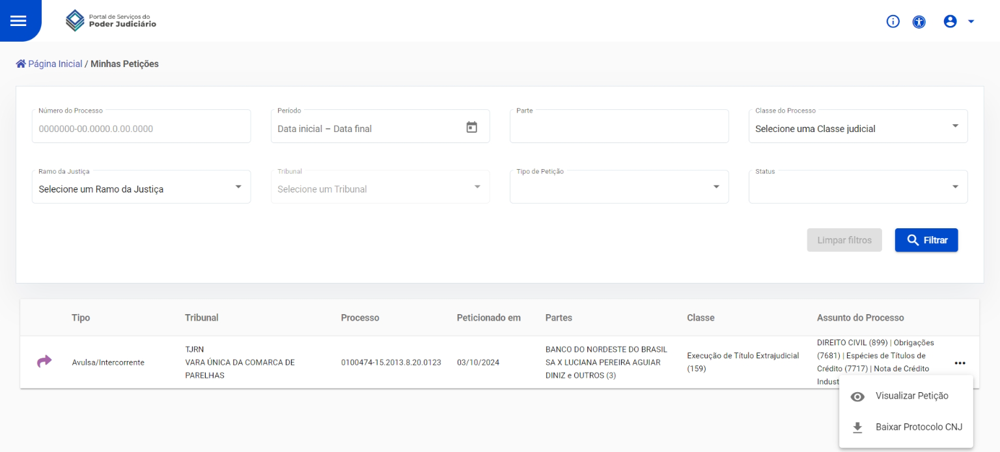 Portal de Serviços do
Poder Judiciário
Página Inicial / Minhas Petições
Número do Processo
0000000-00.0000.0.00.0000
Período
Data inicial – Data final
Parte
Classe do Processo
Selecione uma Classe judicial
Ramo da Justiça
Selecione um Ramo da Justiça
Tribunal
Selecione um Tribunal
Tipo de Petição
Status
Limpar filtros
Filtrar
Tipo
Tribunal
Processo
Peticionado em
Partes
Classe
Assunto do Processo
Avulsa/Intercorrente
TJRN
VARA ÚNICA DA COMARCA DE
PARELHAS
0100474-15.2013.8.20.0123
03/10/2024
BANCO DO NORDESTE DO BRASIL
SA X LUCIANA PEREIRA AGUIAR
DINIZ e OUTROS (3)
Execução de Título Extrajudicial
(159)
DIREITO CIVIL (899) | Obrigações
(7681) | Espécies de Títulos de
Crédito (7717) | Nota de Crédito
Indust
Visualizar Petição
Baixar Protocolo CNJ